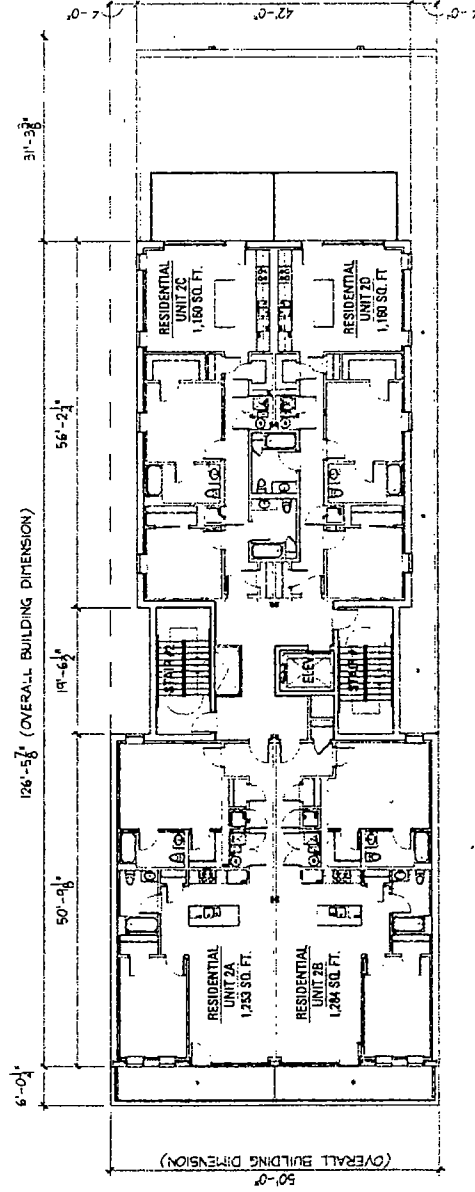 31'-3 3/8"
56'-2 1/4"
126'-5 7/8" (OVERALL BUILDING DIMENSION)
19'-6 1/2"
50'-9 1/8"
6'-0 1/4"
42'-0"
50'-0"
(OVERALL BUILDING DIMENSION)
RESIDENTIAL
UNIT 2C
1,160 SQ. FT.
RESIDENTIAL
UNIT 2D
1,160 SQ. FT
STAIR #2
ELEV
STAIR #1
RESIDENTIAL
UNIT 2A
1,253 SQ. FT.
RESIDENTIAL
UNIT 2B
1,284 SQ. FT.